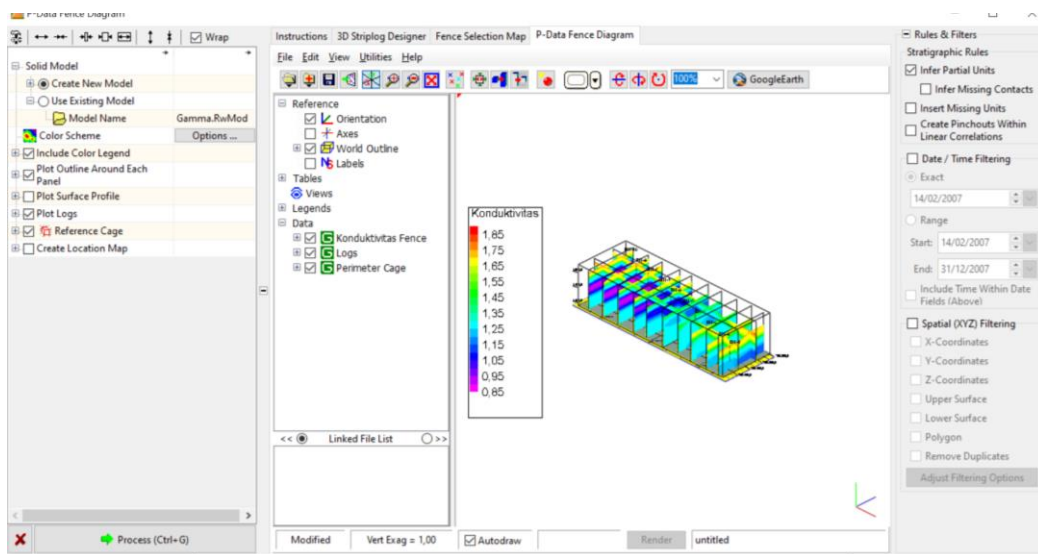 P-Data Fence Diagram
Wrap
Solid Model
Create New Model
Use Existing Model
Model Name Gamma.RwMod
Color Scheme Options ...
Include Color Legend
Plot Outline Around Each
Panel
Plot Surface Profile
Plot Logs
Reference Cage
Create Location Map
Process (Ctrl+G)
Instructions 3D Striplog Designer Fence Selection Map P-Data Fence Diagram
File Edit View Utilities Help
100% GoogleEarth
Reference
Orientation
Axes
World Outline
Labels
Tables
Views
Legends
Data
Konduktivitas Fence
Logs
Perimeter Cage
<< Linked File List >>
Konduktivitas
1,85
1,75
1,65
1,55
1,45
1,35
1,25
1,15
1,05
0,95
0,85
Modified Vert Exag = 1,00 Autodraw Render untitled
Rules & Filters
Stratigraphic Rules
Infer Partial Units
Infer Missing Contacts
Insert Missing Units
Create Pinchouts Within
Linear Correlations
Date / Time Filtering
Exact
14/02/2007
Range
Start: 14/02/2007
End: 31/12/2007
Include Time Within Date
Fields (Above)
Spatial (XYZ) Filtering
X-Coordinates
Y-Coordinates
Z-Coordinates
Upper Surface
Lower Surface
Polygon
Remove Duplicates
Adjust Filtering Options